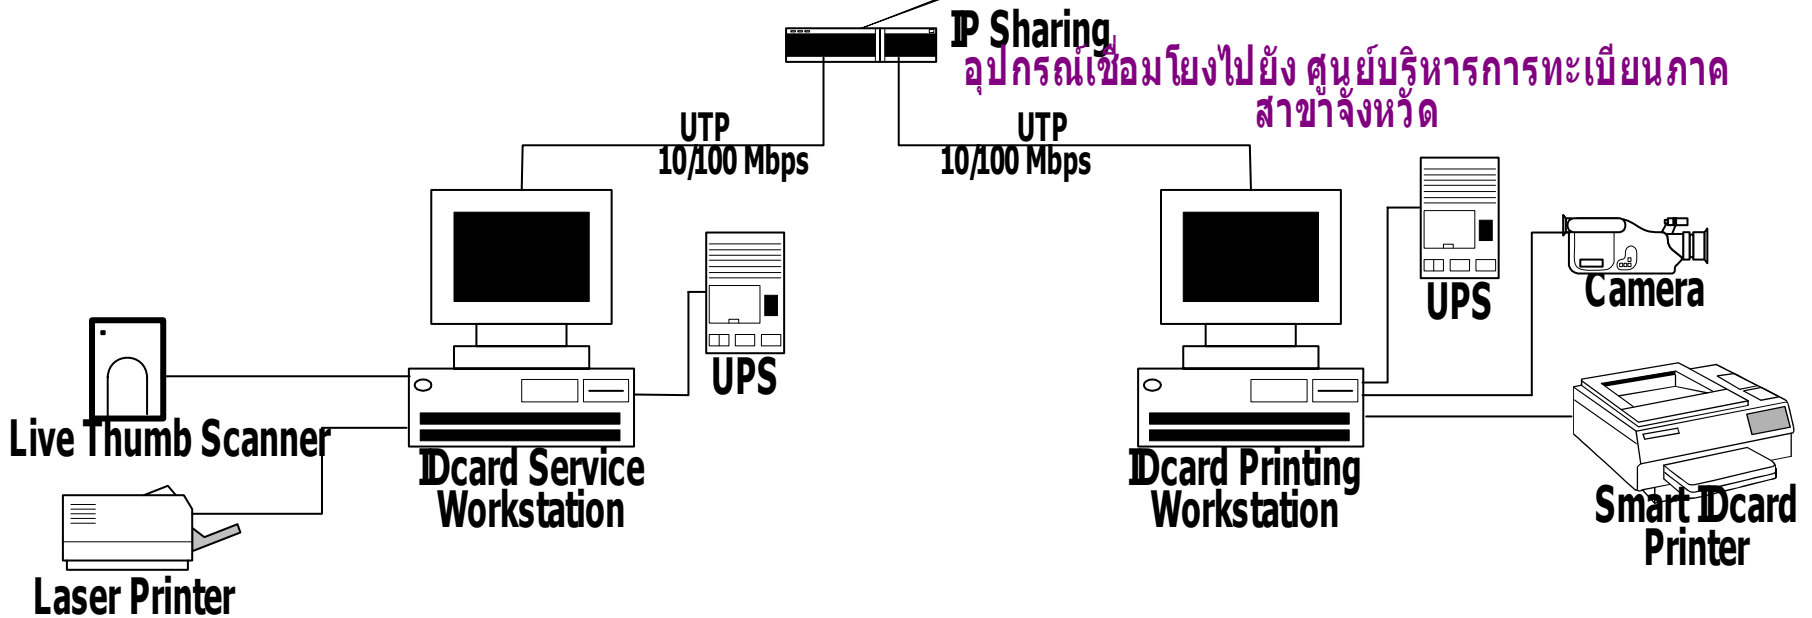 IP Sharing
อุปกรณ์เชื่อมโยงไปยัง ศูนย์บริหารการทะเบียนภาค
สาขาจังหวัด
UTP
10/100 Mbps
UTP
10/100 Mbps
UPS
Camera
UPS
Live Thumb Scanner
IDcard Service
Workstation
IDcard Printing
Workstation
Smart IDcard
Printer
Laser Printer